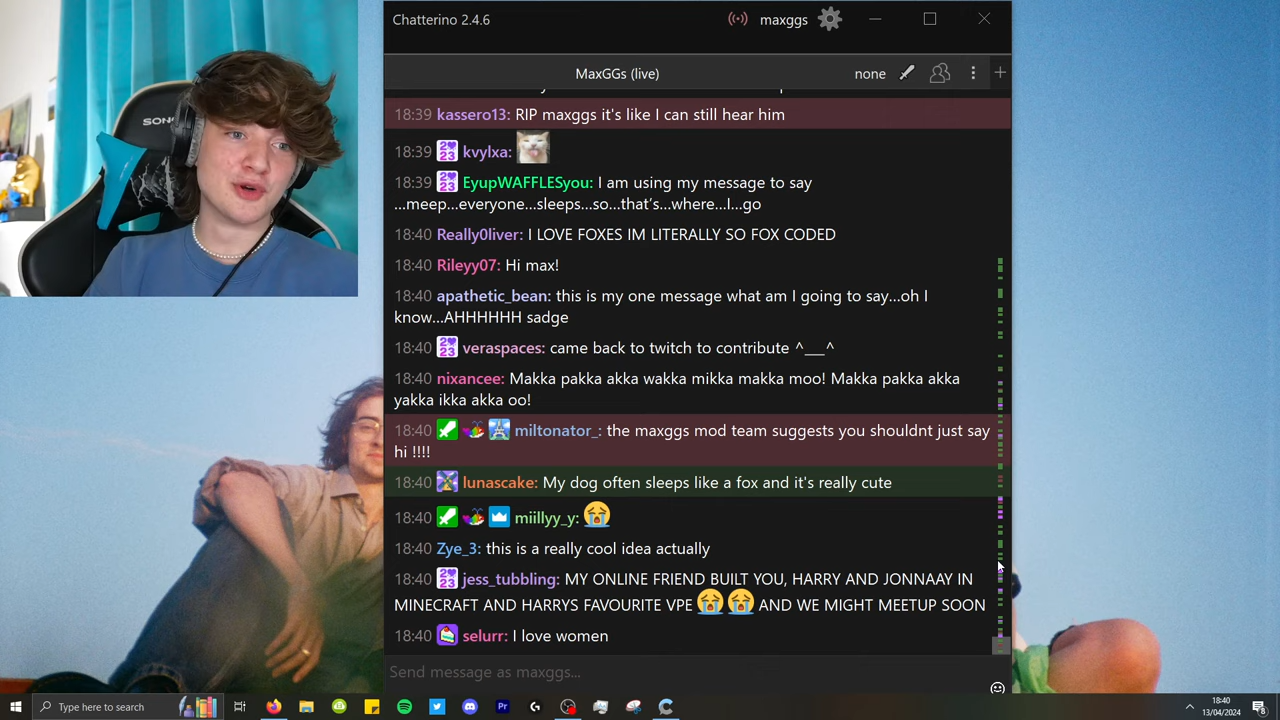 Chatterino 2.4.6
maxggs
MaxGGs (live)
none
18:39 kassero13: RIP maxggs it's like I can still hear him
18:39 kvylxa:
18:39 EyupWAFFLESyou: I am using my message to say
...meep...everyone...sleeps...so...that's...where...I...go
18:40 Really0liver: I LOVE FOXES IM LITERALLY SO FOX CODED
18:40 Rileyy07: Hi max!
18:40 apathetic_bean: this is my one message what am I going to say...oh I
know...AHHHHHH sadge
18:40 veraspaces: came back to twitch to contribute ^___^
18:40 nixancee: Makka pakka akka wakka mikka makka moo! Makka pakka akka
yakka ikka akka oo!
18:40 miltonator_: the maxggs mod team suggests you shouldnt just say
hi !!!!
18:40 lunascake: My dog often sleeps like a fox and it's really cute
18:40 miillyy_y: 😭
18:40 Zye_3: this is a really cool idea actually
18:40 jess_tubbling: MY ONLINE FRIEND BUILT YOU, HARRY AND JONNAAY IN
MINECRAFT AND HARRYS FAVOURITE VPE 😭 😭 AND WE MIGHT MEETUP SOON
18:40 selurr: I love women
Send message as maxggs...
Type here to search
18:40
13/04/2024
8